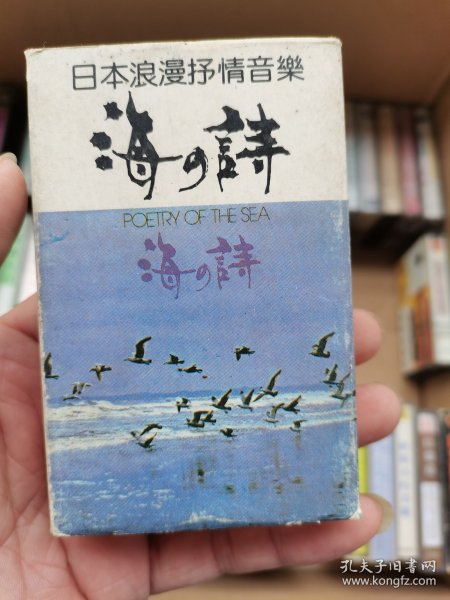 日本浪漫抒情音樂
海の詩
POETRY OF THE SEA
海の詩
孔夫子旧书网
www.kongfz.com